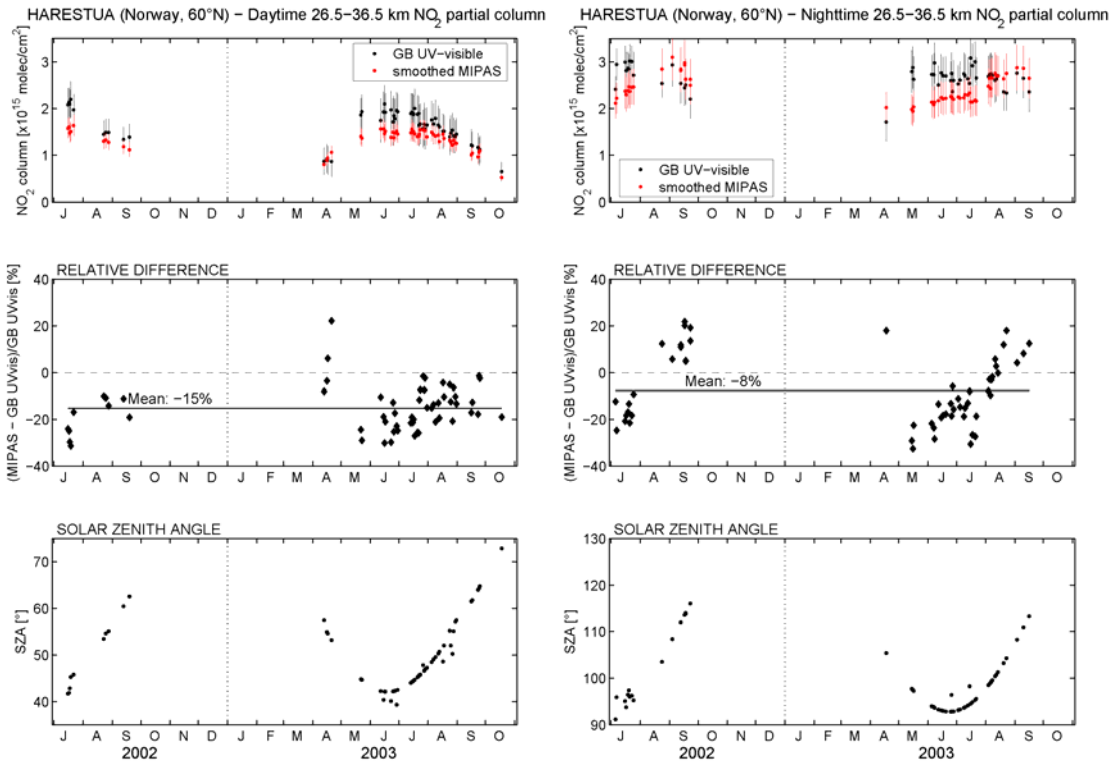 HARESTUA (Norway, 60°N) − Daytime 26.5−36.5 km NO2 partial column
NO2 column [x10^15 molec/cm2]
3
2
1
0
GB UV−visible
smoothed MIPAS
J A S O N D J F M A M J J A S O
RELATIVE DIFFERENCE
(MIPAS − GB UVvis)/GB UVvis [%]
40
20
0
−20
−40
Mean: −15%
J A S O N D J F M A M J J A S O
SOLAR ZENITH ANGLE
SZA [°]
70
60
50
40
J A S O N D J F M A M J J A S O
2002 2003
HARESTUA (Norway, 60°N) − Nighttime 26.5−36.5 km NO2 partial column
NO2 column [x10^15 molec/cm2]
3
2
1
0
GB UV−visible
smoothed MIPAS
J A S O N D J F M A M J J A S O
RELATIVE DIFFERENCE
(MIPAS − GB UVvis)/GB UVvis [%]
40
20
0
−20
−40
Mean: −8%
J A S O N D J F M A M J J A S O
SOLAR ZENITH ANGLE
SZA [°]
130
120
110
100
90
J A S O N D J F M A M J J A S O
2002 2003